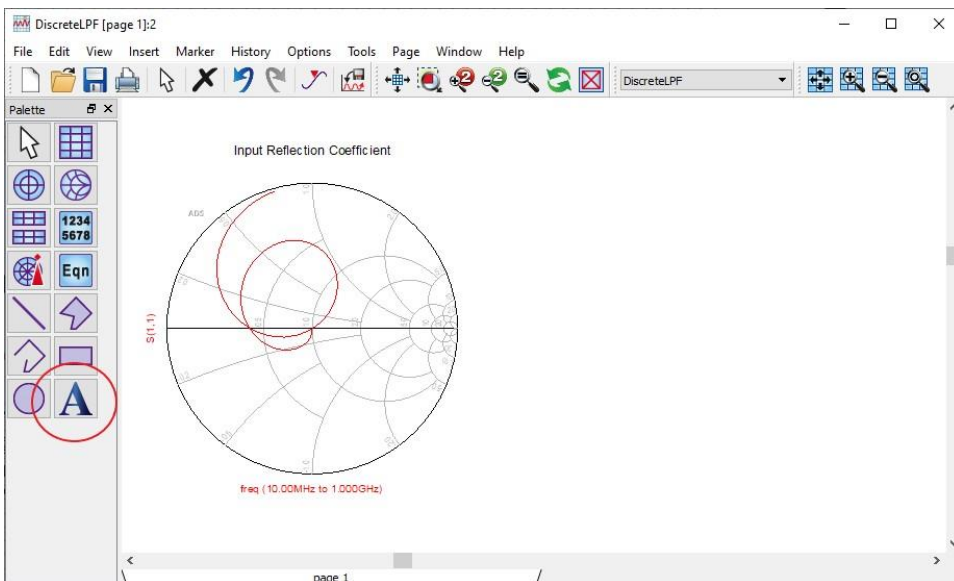 DiscreteLPF [page 1]:2
File Edit View Insert Marker History Options Tools Page Window Help
DiscreteLPF
Palette
1234
5678
Eqn
A
Input Reflection Coefficient
ADS
S(1,1)
freq (10.00MHz to 1.000GHz)
page 1